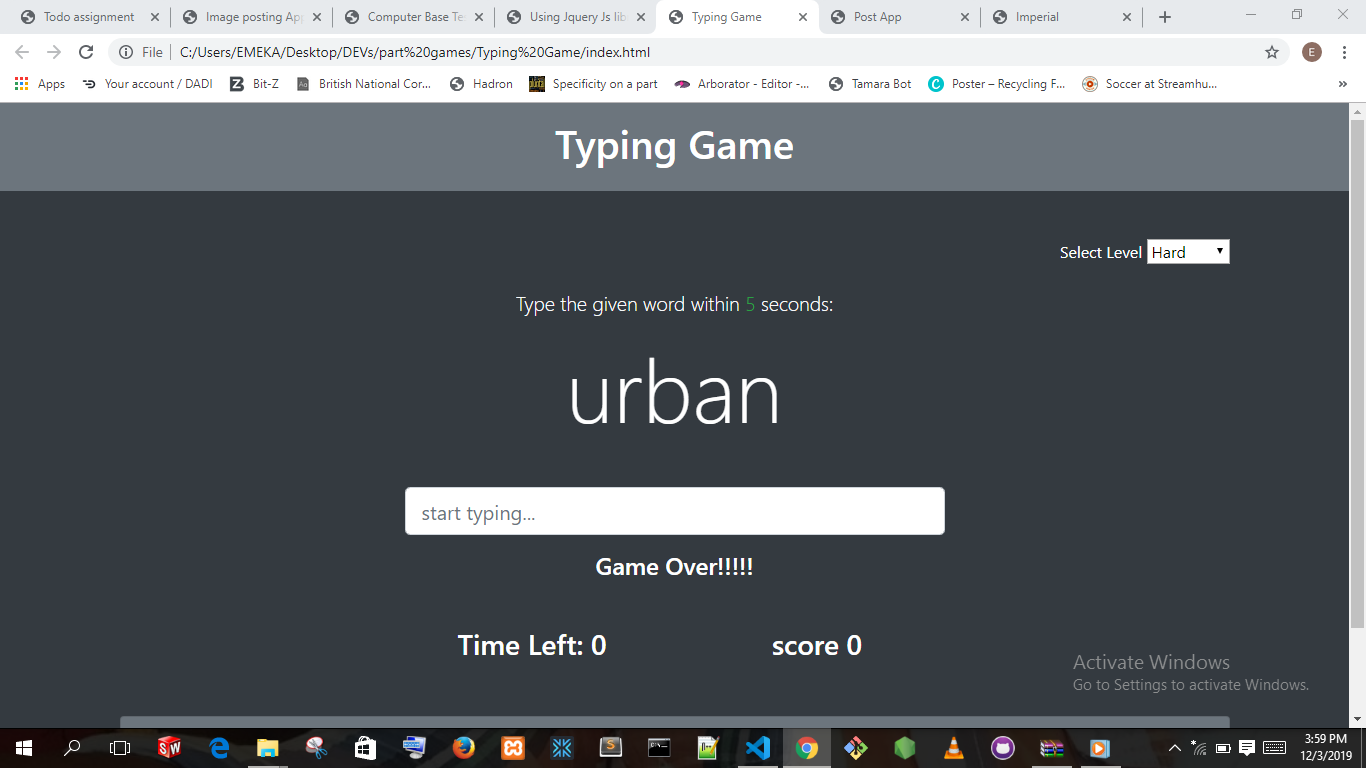 Todo assignment
Image posting Ap
Computer Base Te
Using Jquery Js lib
Typing Game
Post App
Imperial
File
C:/Users/EMEKA/Desktop/DEVs/part%20games/Typing%20Game/index.html
E
Apps
Your account / DADI
Bit-Z
British National Cor...
Hadron
Specificity on a part
Arborator - Editor -...
Tamara Bot
Poster – Recycling F...
Soccer at Streamhu...
Typing Game
Select Level Hard
Type the given word within 5 seconds:
urban
start typing...
Game Over!!!!!
Time Left: 0
score 0
Activate Windows
Go to Settings to activate Windows.
3:59 PM
12/3/2019